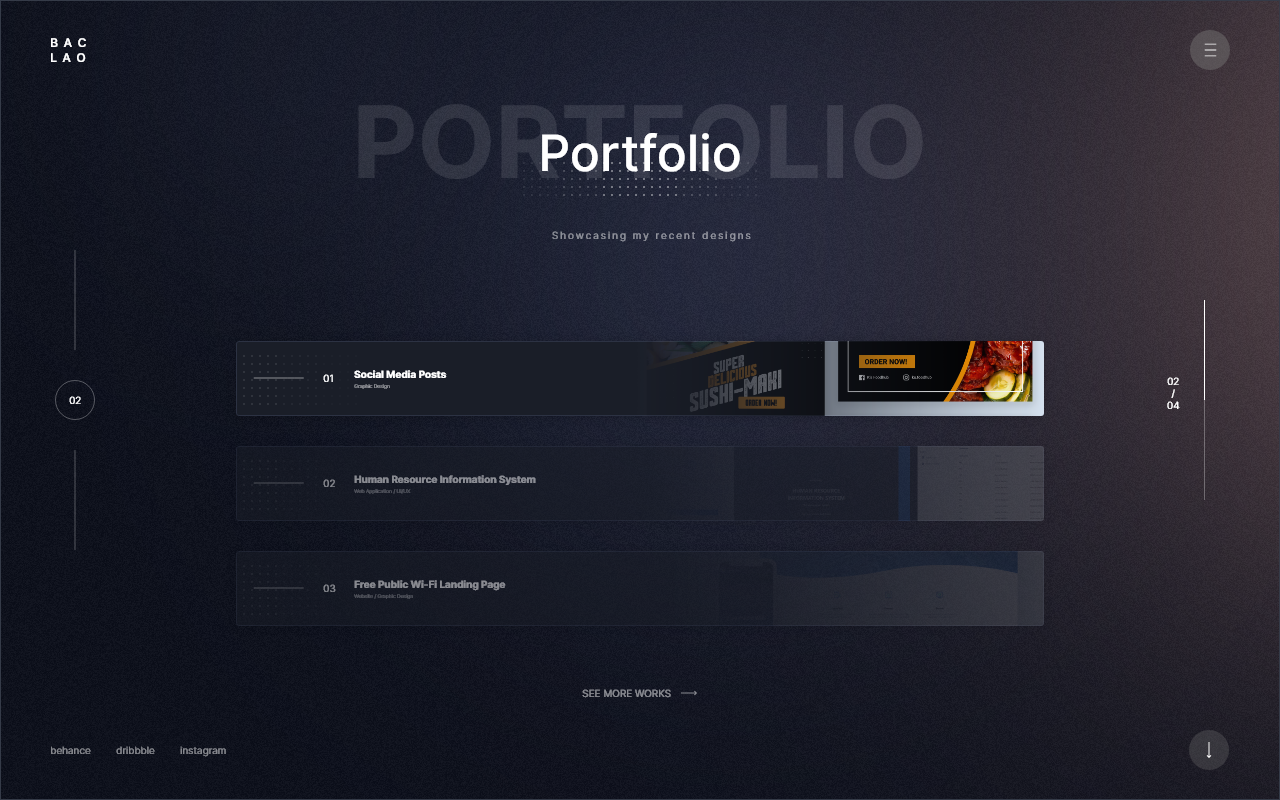 BAC
LAO
PORTFOLIO
Portfolio
Showcasing my recent designs
02
02
/
04
01
Social Media Posts
Graphic Design
SUPER
DELICIOUS
SUSHI-MAKI
ORDER NOW!
ORDER NOW!
02
Human Resource Information System
Web Application / UI/UX
03
Free Public Wi-Fi Landing Page
Website / Graphic Design
SEE MORE WORKS
behance dribbble instagram